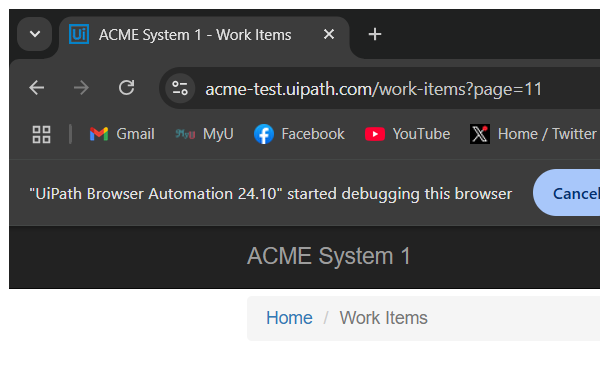 Ui ACME System 1 - Work Items
acme-test.uipath.com/work-items?page=11
Gmail MyU Facebook YouTube Home / Twitter
"UiPath Browser Automation 24.10" started debugging this browser Cancel
ACME System 1
Home / Work Items